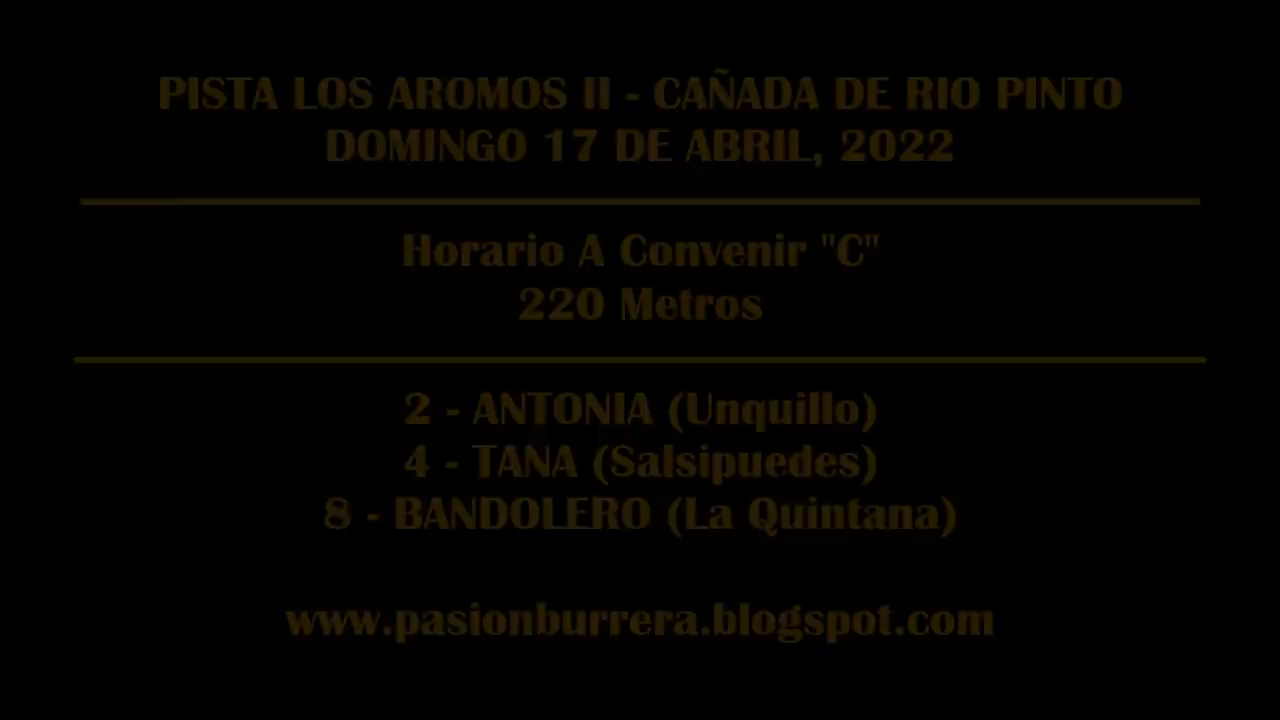 PISTA LOS AROMOS II - CAÑADA DE RIO PINTO
DOMINGO 17 DE ABRIL, 2022
Horario A Convenir "C"
220 Metros
2 - ANTONIA (Unquillo)
4 - TANA (Salsipuedes)
8 - BANDOLERO (La Quintana)
www.pasionburrera.blogspot.com